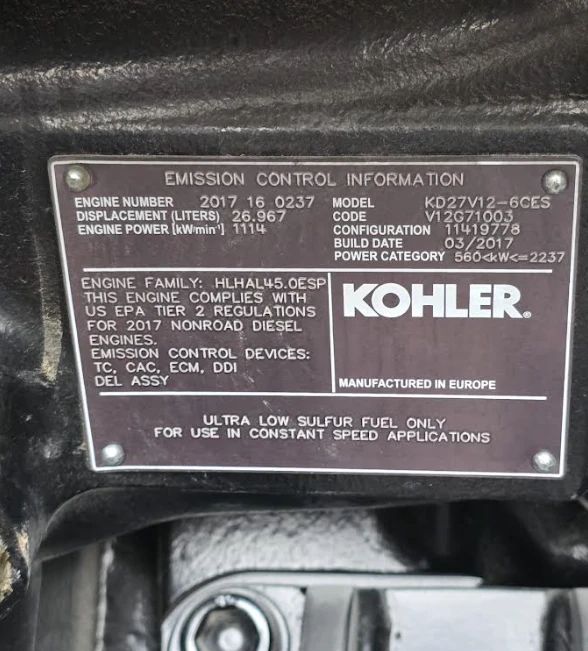 EMISSION CONTROL INFORMATION
ENGINE NUMBER 2017 16 0237
DISPLACEMENT (LITERS) 26.967
ENGINE POWER [kW/min¹] 1114
MODEL KD27V12-6CES
CODE V12G71003
CONFIGURATION 11419778
BUILD DATE 03/2017
POWER CATEGORY 560<kW<=2237
ENGINE FAMILY: HLHAL45.0ESP
THIS ENGINE COMPLIES WITH
US EPA TIER 2 REGULATIONS
FOR 2017 NONROAD DIESEL
ENGINES.
EMISSION CONTROL DEVICES:
TC, CAC, ECM, DDI
DEL ASSY
KOHLER®
MANUFACTURED IN EUROPE
ULTRA LOW SULFUR FUEL ONLY
FOR USE IN CONSTANT SPEED APPLICATIONS